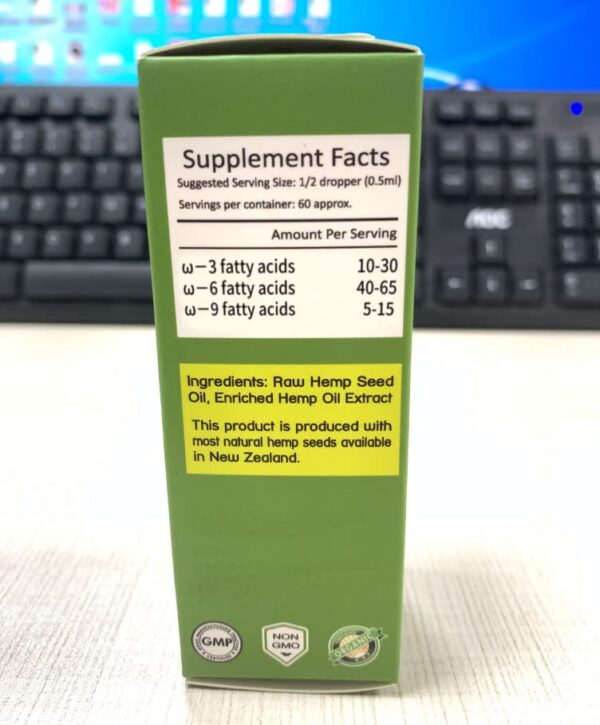 Supplement Facts
Suggested Serving Size: 1/2 dropper (0.5ml)
Servings per container: 60 approx.
Amount Per Serving
ω-3 fatty acids 10-30
ω-6 fatty acids 40-65
ω-9 fatty acids 5-15
Ingredients: Raw Hemp Seed
Oil, Enriched Hemp Oil Extract
This product is produced with
most natural hemp seeds available
in New Zealand.
GMP
NON
GMO
ORGANIC